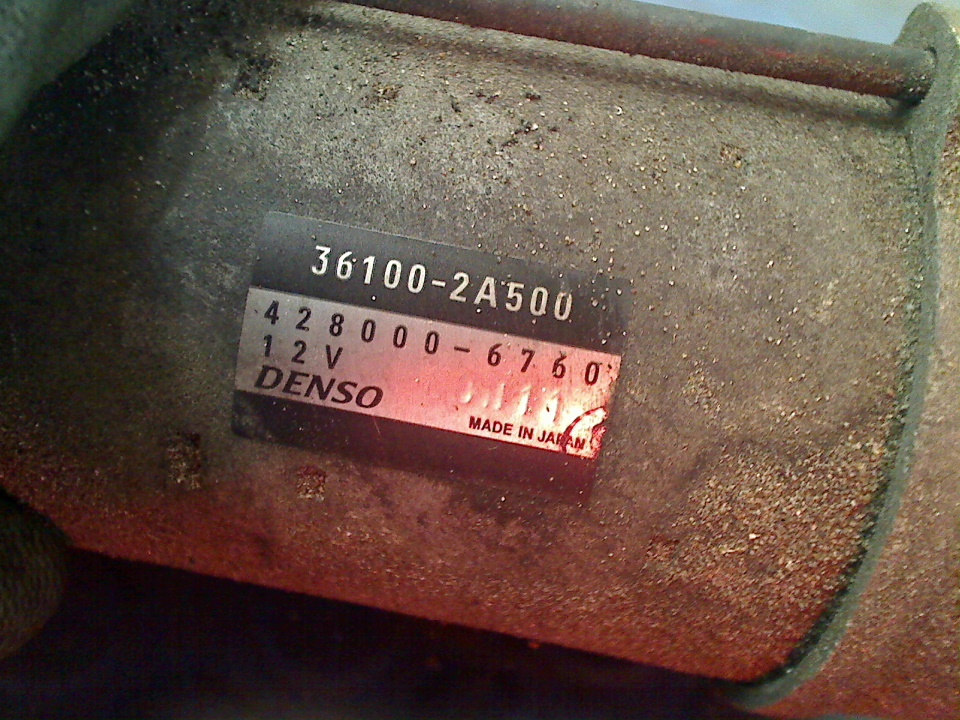 36100-2A500
428000-6760
12V
DENSO
MADE IN JAPAN